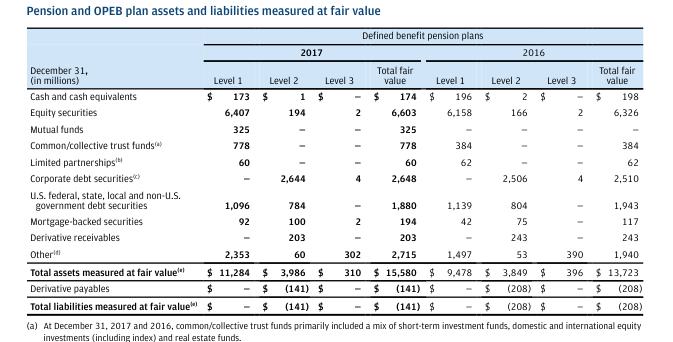 Pension and OPEB plan assets and liabilities measured at fair value
Defined benefit pension plans
2017 2016
December 31,
(in millions) Level 1 Level 2 Level 3 Total fair value Level 1 Level 2 Level 3 Total fair value
Cash and cash equivalents $ 173 $ 1 $ – $ 174 $ 196 $ 2 $ – $ 198
Equity securities 6,407 194 2 6,603 6,158 166 2 6,326
Mutual funds 325 – – 325 – – – –
Common/collective trust funds(a) 778 – – 778 384 – – 384
Limited partnerships(b) 60 – – 60 62 – – 62
Corporate debt securities(c) – 2,644 4 2,648 – 2,506 4 2,510
U.S. federal, state, local and non-U.S.
government debt securities 1,096 784 – 1,880 1,139 804 – 1,943
Mortgage-backed securities 92 100 2 194 42 75 – 117
Derivative receivables – 203 – 203 – 243 – 243
Other(d) 2,353 60 302 2,715 1,497 53 390 1,940
Total assets measured at fair value(e) $ 11,284 $ 3,986 $ 310 $ 15,580 $ 9,478 $ 3,849 $ 396 $ 13,723
Derivative payables $ – $ (141) $ – $ (141) $ – $ (208) $ – $ (208)
Total liabilities measured at fair value(e) $ – $ (141) $ – $ (141) $ – $ (208) $ – $ (208)
(a) At December 31, 2017 and 2016, common/collective trust funds primarily included a mix of short-term investment funds, domestic and international equity
investments (including index) and real estate funds.